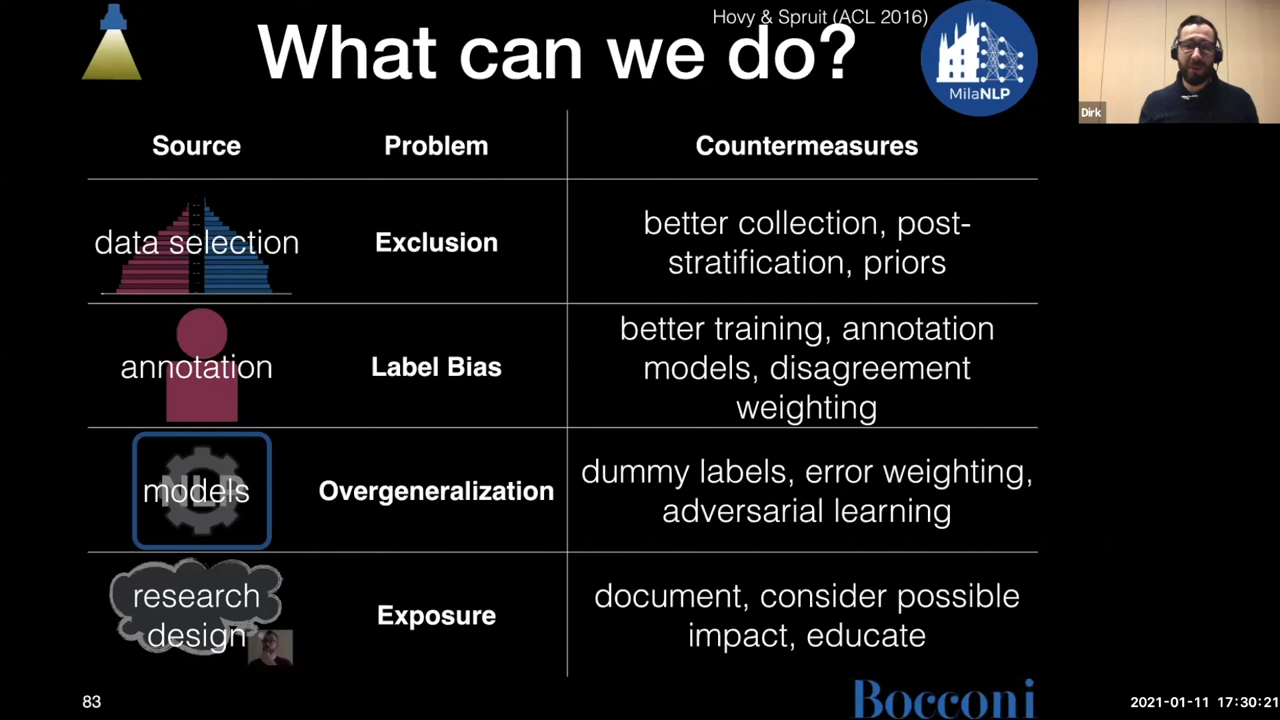 Hovy & Spruit (ACL 2016)
What can we do?
MilaNLP
Dirk
Source Problem Countermeasures
data selection Exclusion better collection, post-
stratification, priors
annotation Label Bias better training, annotation
models, disagreement
weighting
NLP
models Overgeneralization dummy labels, error weighting,
adversarial learning
research
design Exposure document, consider possible
impact, educate
83
Bocconi
2021-01-11 17:30:21